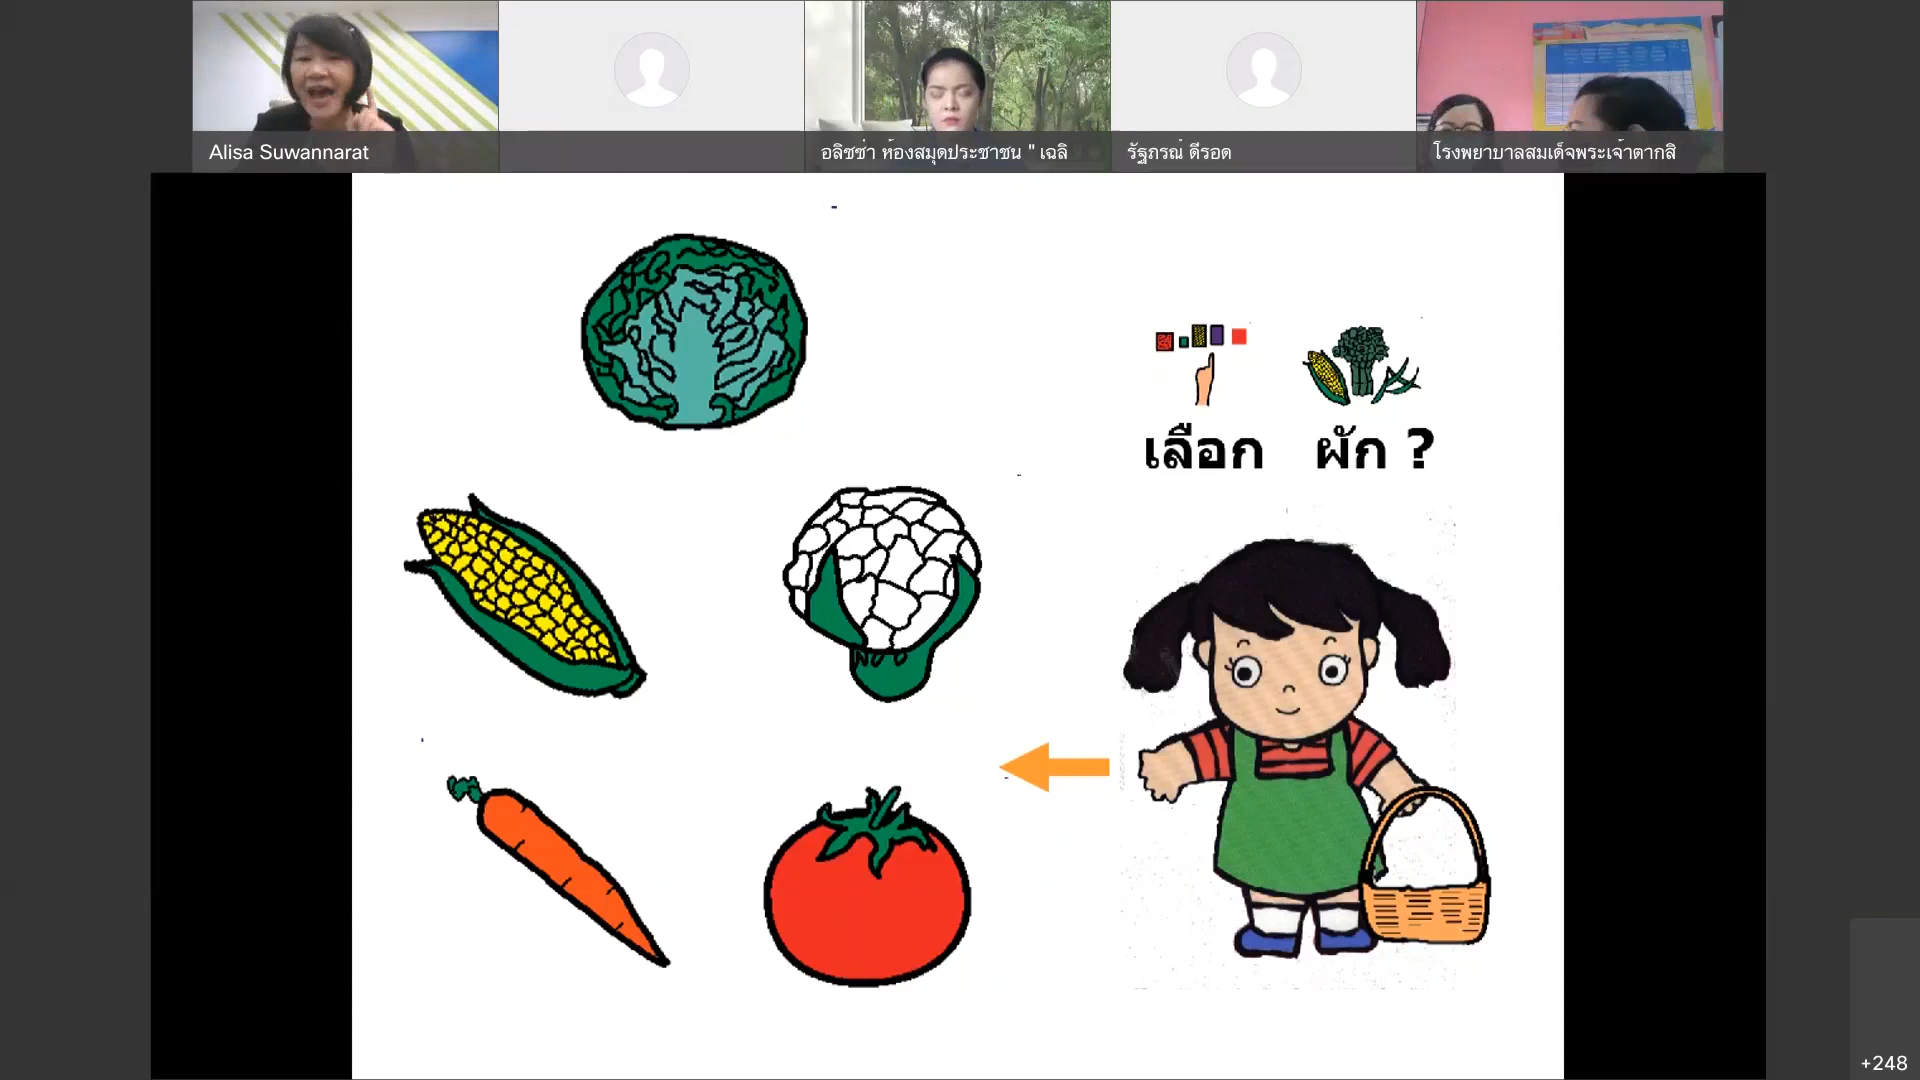 Alisa Suwannarat
อลิซซ่า ห้องสมุดประชาชน " เฉลิ
รัฐภรณ์ ดีรอด
โรงพยาบาลสมเด็จพระเจ้าตากสิ
เลือก ผัก ?
+248